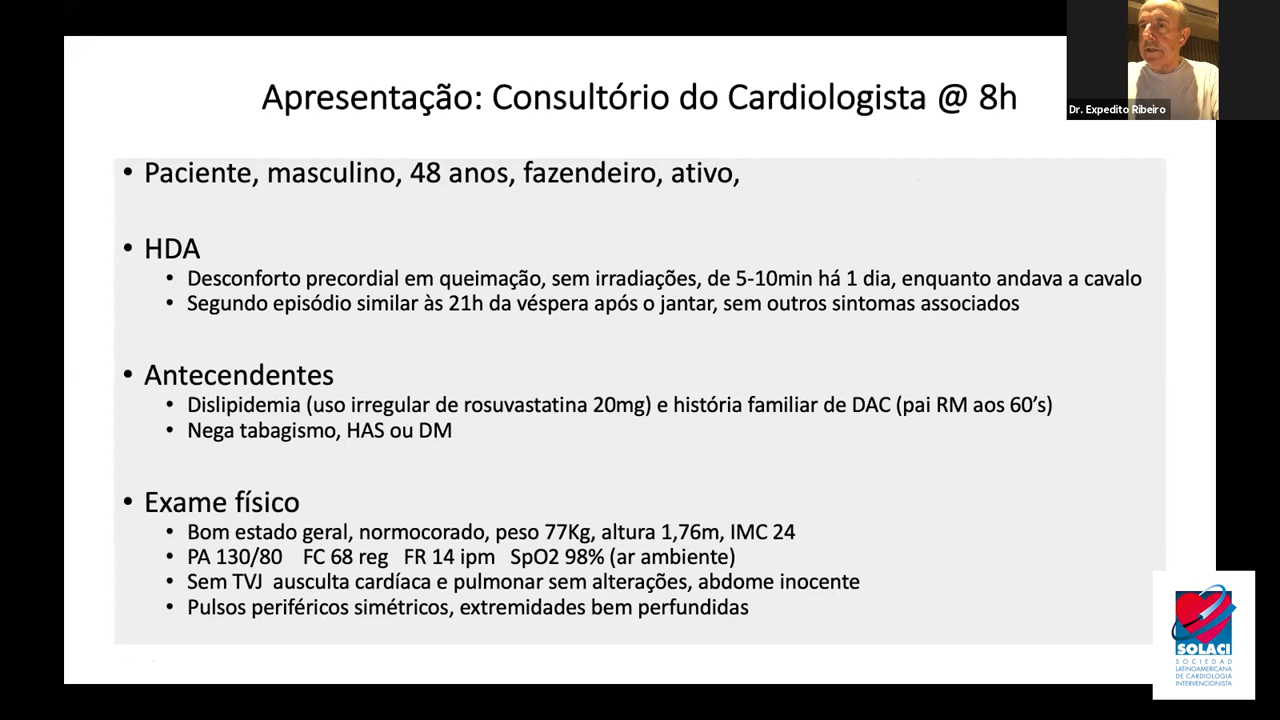 Apresentação: Consultório do Cardiologista @ 8h
Dr. Expedito Ribeiro
• Paciente, masculino, 48 anos, fazendeiro, ativo,
• HDA
• Desconforto precordial em queimação, sem irradiações, de 5-10min há 1 dia, enquanto andava a cavalo
• Segundo episódio similar às 21h da véspera após o jantar, sem outros sintomas associados
• Antecendentes
• Dislipidemia (uso irregular de rosuvastatina 20mg) e história familiar de DAC (pai RM aos 60’s)
• Nega tabagismo, HAS ou DM
• Exame físico
• Bom estado geral, normocorado, peso 77Kg, altura 1,76m, IMC 24
• PA 130/80 FC 68 reg FR 14 ipm SpO2 98% (ar ambiente)
• Sem TVJ ausculta cardíaca e pulmonar sem alterações, abdome inocente
• Pulsos periféricos simétricos, extremidades bem perfundidas
SOLACI
SOCIEDAD
LATINOAMERICANA
DE CARDIOLOGIA
INTERVENCIONISTA